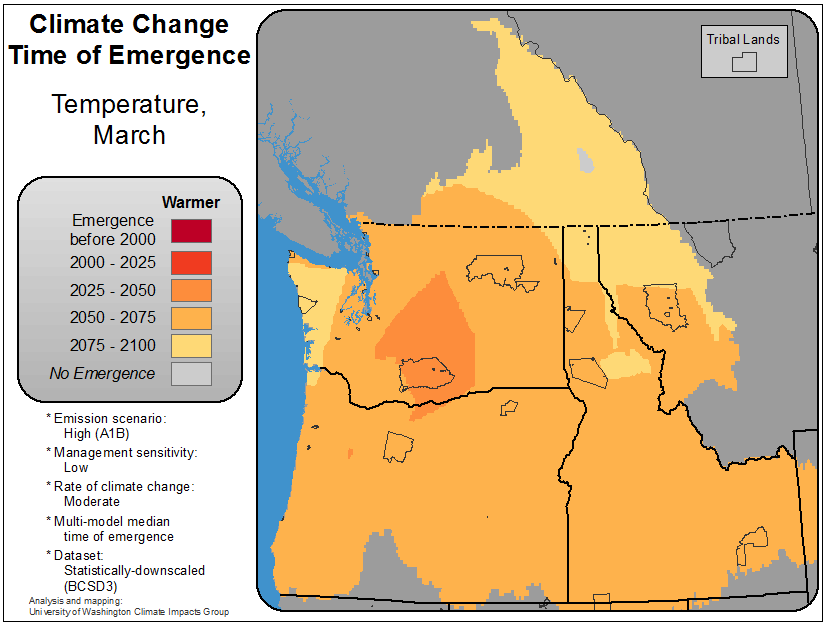 Climate Change
Time of Emergence
Temperature,
March
Warmer
Emergence
before 2000
2000 - 2025
2025 - 2050
2050 - 2075
2075 - 2100
No Emergence
* Emission scenario:
High (A1B)
* Management sensitivity:
Low
* Rate of climate change:
Moderate
* Multi-model median
time of emergence
* Dataset:
Statistically-downscaled
(BCSD3)
Analysis and mapping:
University of Washington Climate Impacts Group
Tribal Lands